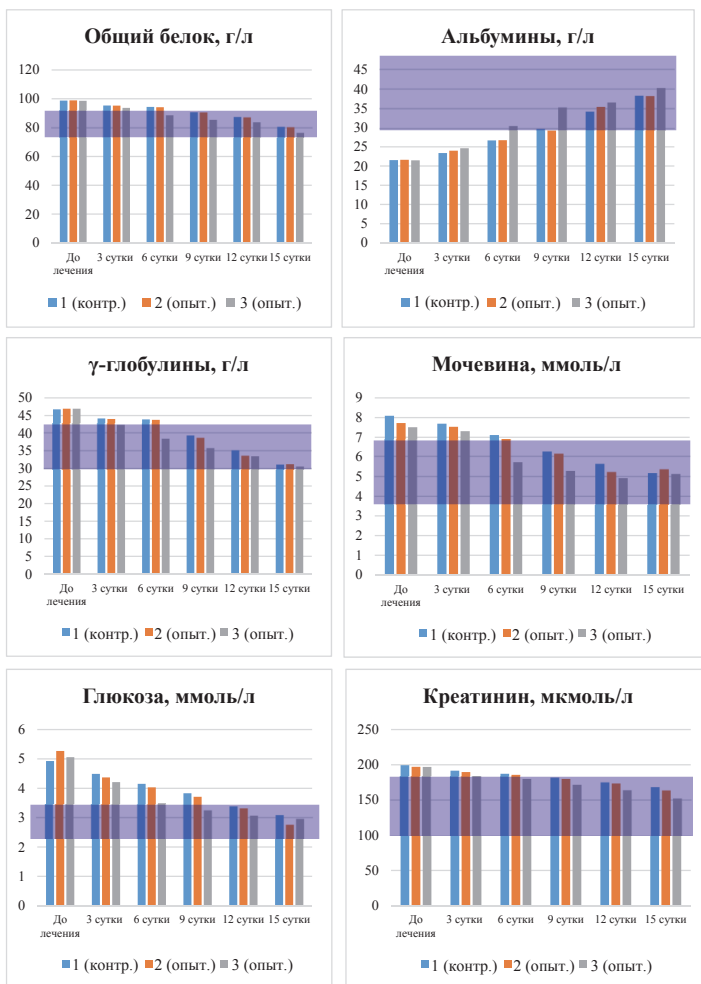 Общий белок, г/л
120
100
80
60
40
20
0
До лечения 3 сутки 6 сутки 9 сутки 12 сутки 15 сутки
1 (контр.) 2 (опыт.) 3 (опыт.)
Альбумины, г/л
45
40
35
30
25
20
15
10
5
0
До лечения 3 сутки 6 сутки 9 сутки 12 сутки 15 сутки
1 (контр.) 2 (опыт.) 3 (опыт.)
γ-глобулины, г/л
50
45
40
35
30
25
20
15
10
5
0
До лечения 3 сутки 6 сутки 9 сутки 12 сутки 15 сутки
1 (контр.) 2 (опыт.) 3 (опыт.)
Мочевина, ммоль/л
9
8
7
6
5
4
3
2
1
0
До лечения 3 сутки 6 сутки 9 сутки 12 сутки 15 сутки
1 (контр.) 2 (опыт.) 3 (опыт.)
Глюкоза, ммоль/л
6
5
4
3
2
1
0
До лечения 3 сутки 6 сутки 9 сутки 12 сутки 15 сутки
1 (контр.) 2 (опыт.) 3 (опыт.)
Креатинин, мкмоль/л
250
200
150
100
50
0
До лечения 3 сутки 6 сутки 9 сутки 12 сутки 15 сутки
1 (контр.) 2 (опыт.) 3 (опыт.)